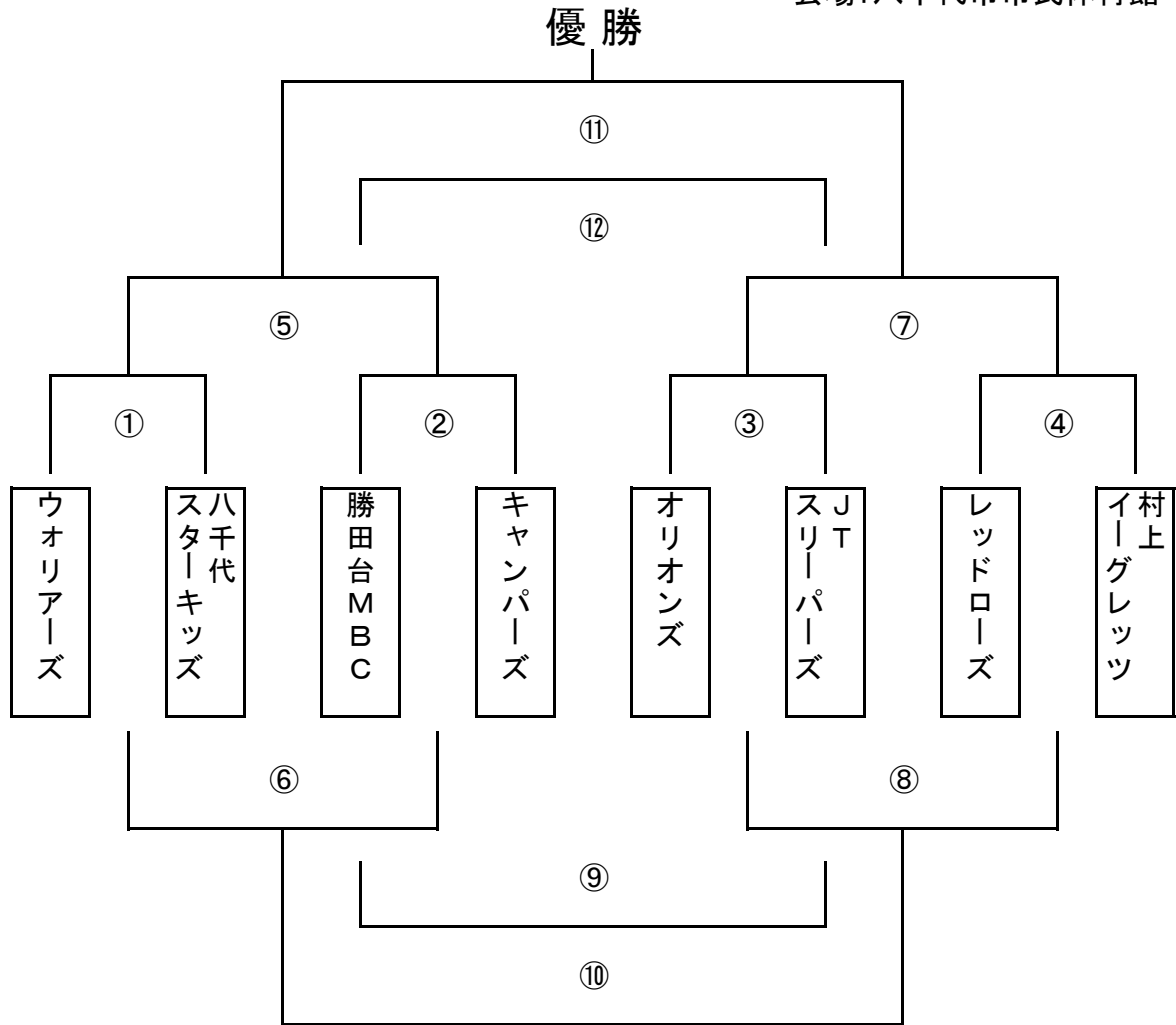 優勝
⑪
⑫
⑤
⑦
①
②
③
④
ウォリアーズ
八千代
スターキッズ
勝田台MBC
キャンパーズ
オリオンズ
JT
スリーパーズ
レッドローズ
村上
イーグレッツ
⑥
⑧
⑨
⑩